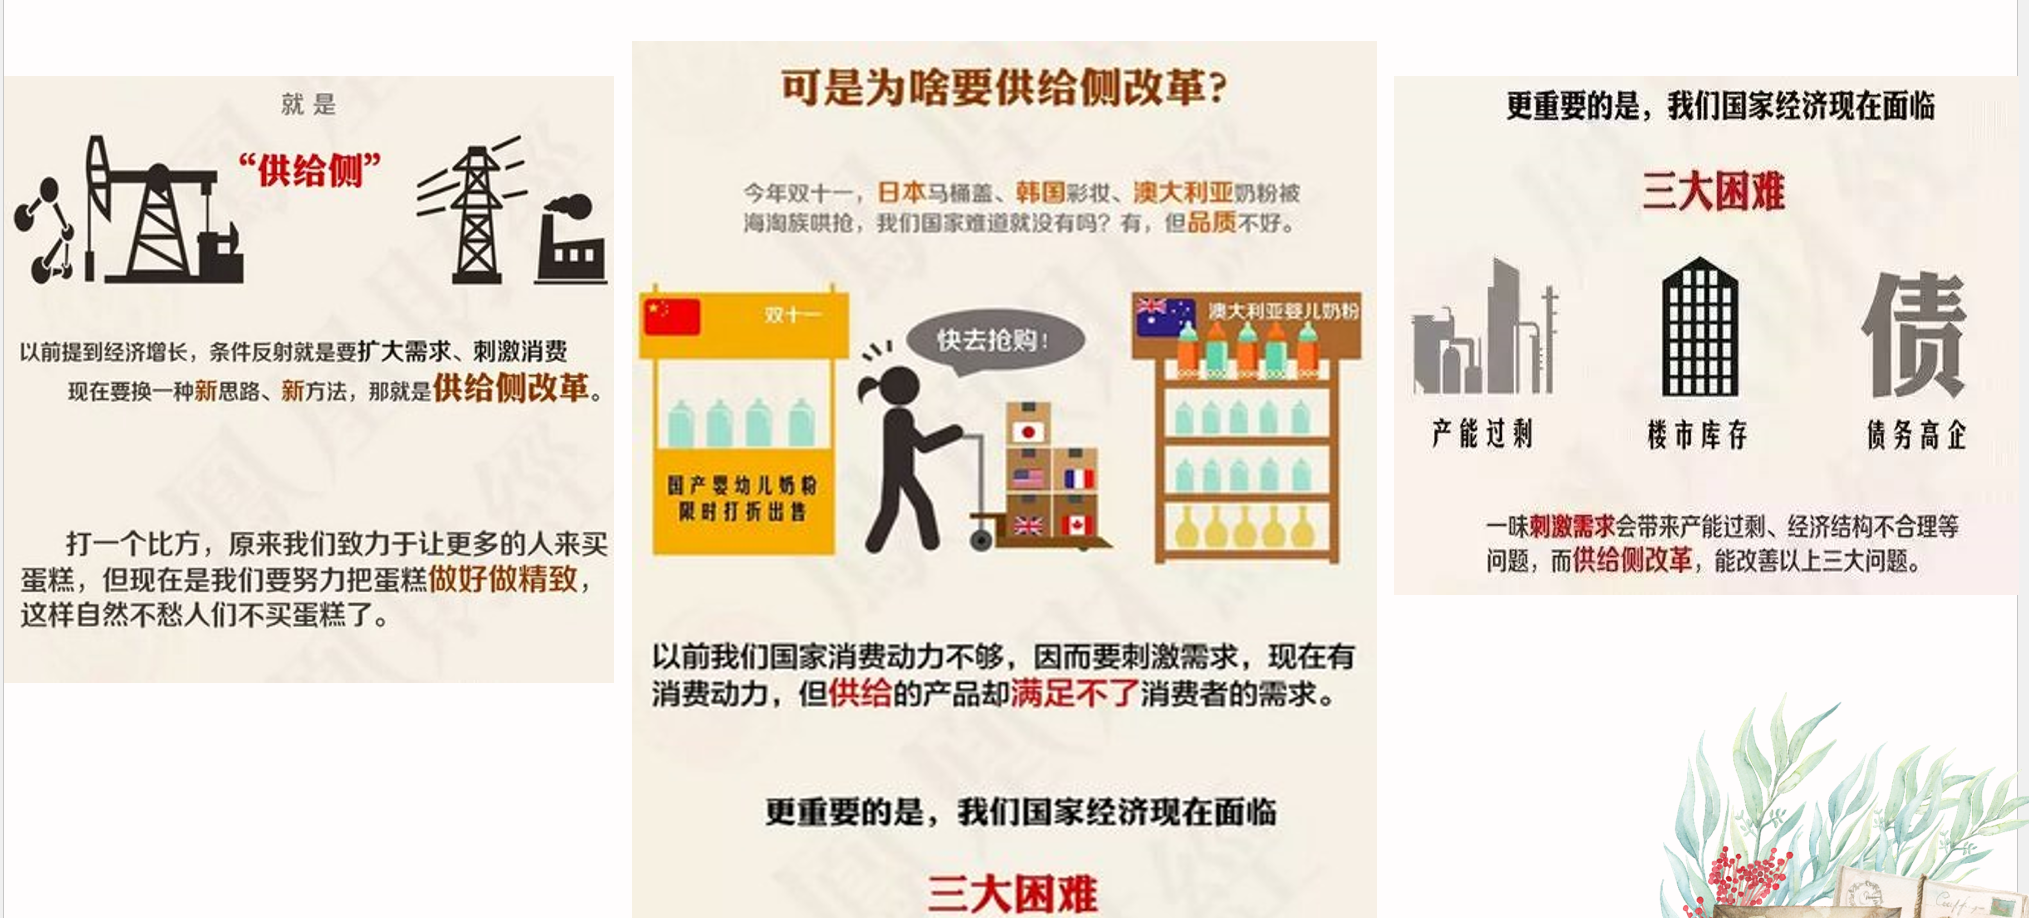 就是
“供给侧”
以前提到经济增长，条件反射就是要扩大需求、刺激消费
现在要换一种新思路、新方法，那就是供给侧改革。
打一个比方，原来我们致力于让更多的人来买
蛋糕，但现在是我们要努力把蛋糕做好做精致，
这样自然不愁人们不买蛋糕了。
可是为啥要供给侧改革？
今年双十一，日本马桶盖、韩国彩妆、澳大利亚奶粉被
海淘族哄抢，我们国家难道就没有吗？有，但品质不好。
双十一
快去抢购！
澳大利亚婴儿奶粉
国产婴幼儿奶粉
限时打折出售
以前我们国家消费动力不够，因而要刺激需求，现在有
消费动力，但供给的产品却满足不了消费者的需求。
更重要的是，我们国家经济现在面临
三大困难
更重要的是，我们国家经济现在面临
三大困难
债
产能过剩
楼市库存
债务高企
一味刺激需求会带来产能过剩、经济结构不合理等
问题，而供给侧改革，能改善以上三大问题。